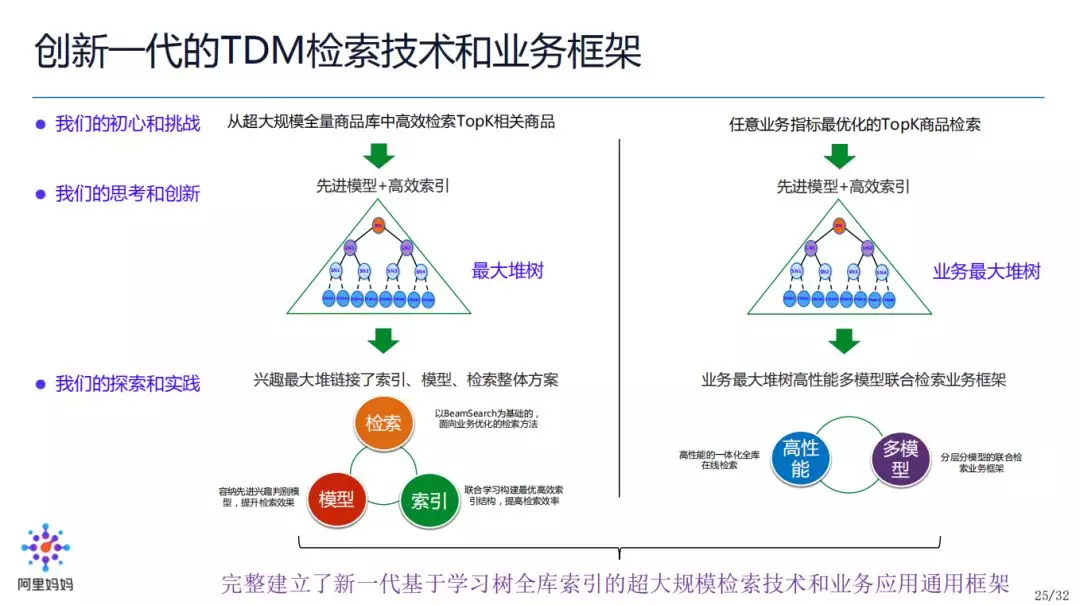 创新一代的TDM检索技术和业务框架
我们的初心和挑战
从超大规模全量商品库中高效检索TopK相关商品
任意业务指标最优化的TopK商品检索
我们的思考和创新
先进模型+高效索引
先进模型+高效索引
SN1
SN2
SN3
SN4
最大堆树
SN1
SN2
SN3
SN4
业务最大堆树
我们的探索和实践
兴趣最大堆链接了索引、模型、检索整体方案
业务最大堆树高性能多模型联合检索业务框架
检索
以BeamSearch为基础的，
面向业务优化的检索方法
容纳先进兴趣判别模
型，提升检索效果
模型
索引
联合学习构建最优高效索
引结构，提高检索效率
高性能的一体化全库
在线检索
高性
能
多模
型
分层分模型的联合检
索业务框架
阿里妈妈
完整建立了新一代基于学习树全库索引的超大规模检索技术和业务应用通用框架
25/32